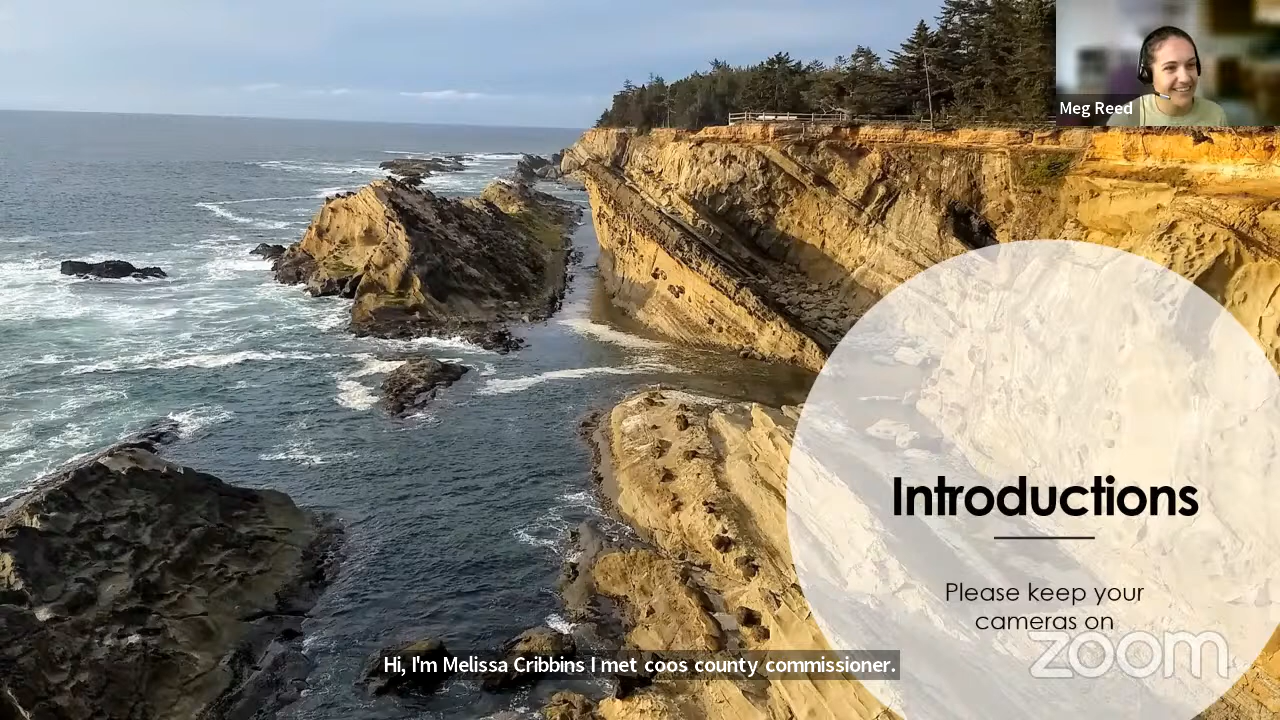 Meg Reed
Introductions
Please keep your
cameras on
zoom
Hi, I'm Melissa Cribbins I met coos county commissioner.